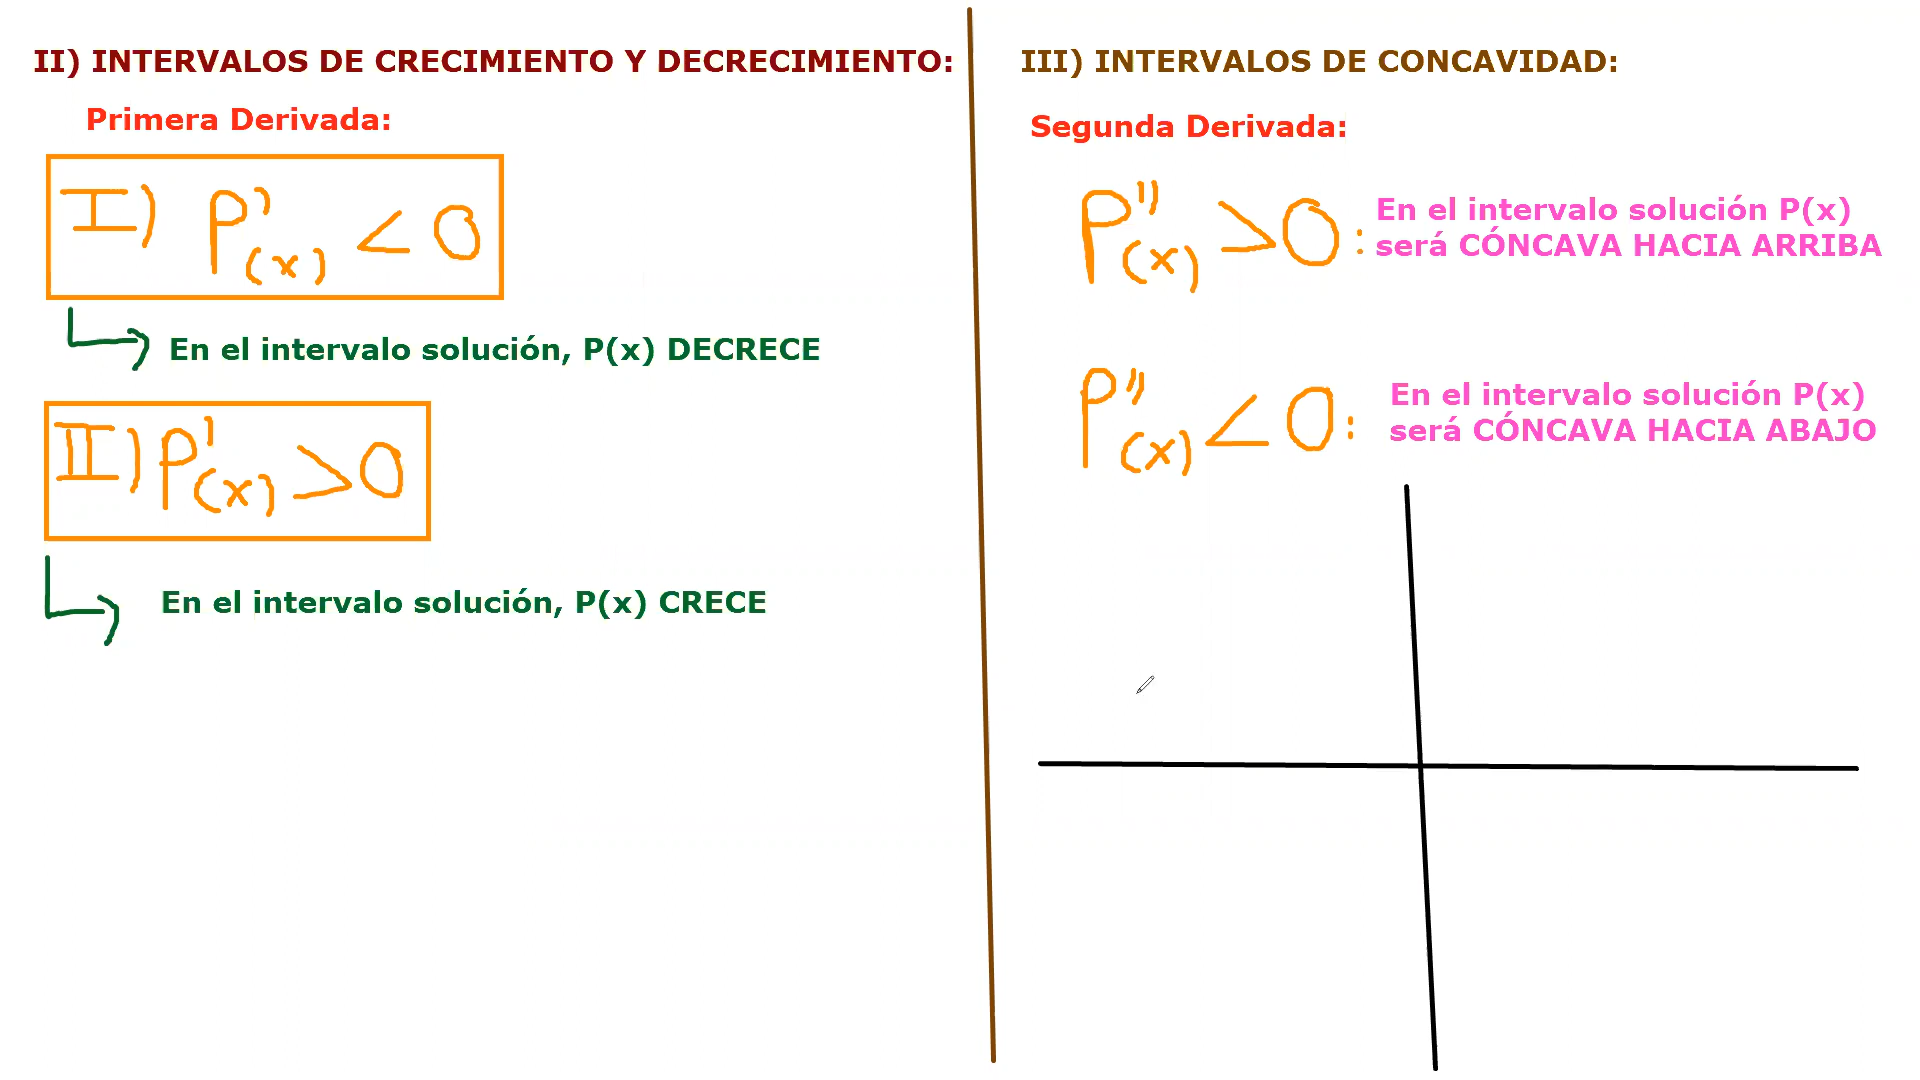 II) INTERVALOS DE CRECIMIENTO Y DECRECIMIENTO:
Primera Derivada:
I) P'(x) < 0
En el intervalo solución, P(x) DECRECE
II) P'(x) > 0
En el intervalo solución, P(x) CRECE
III) INTERVALOS DE CONCAVIDAD:
Segunda Derivada:
P''(x) > 0 :
En el intervalo solución P(x)
será CÓNCAVA HACIA ARRIBA
P''(x) < 0 :
En el intervalo solución P(x)
será CÓNCAVA HACIA ABAJO